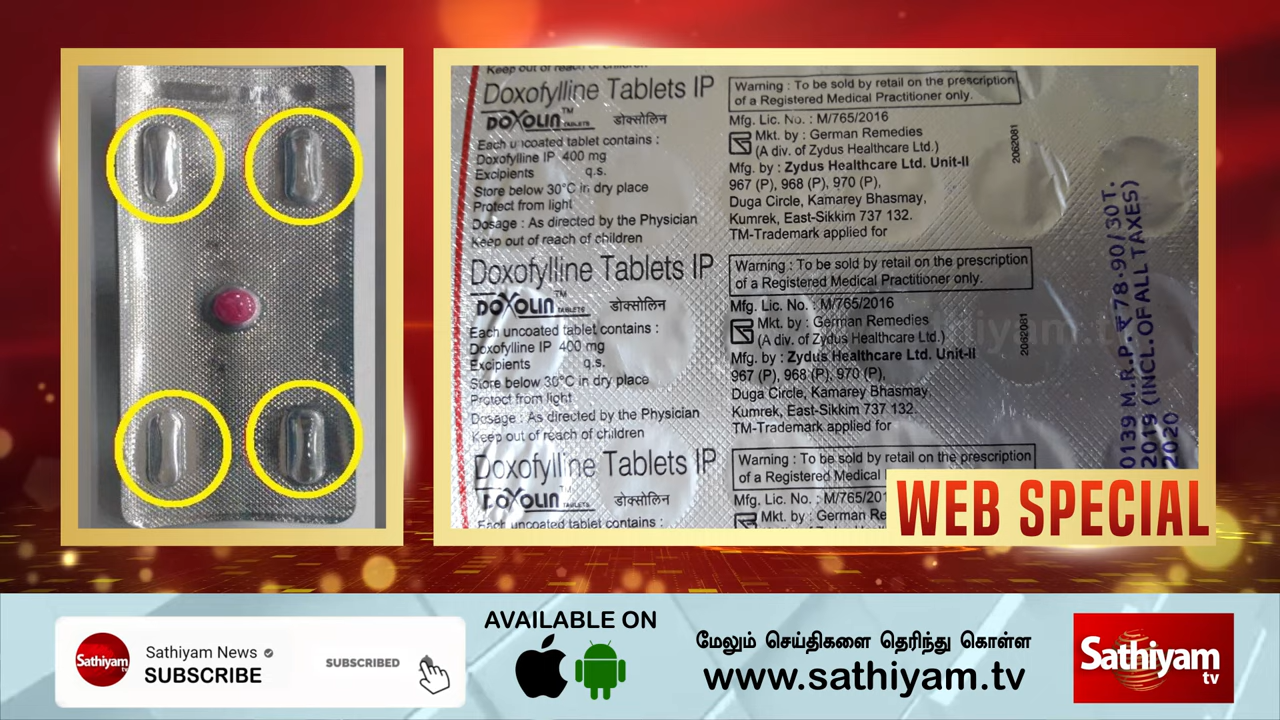 Keep out of reach of children
Doxofylline Tablets IP
DOXOLIN TM TABLETS डोक्सोलिन
Each uncoated tablet contains :
Doxofylline IP 400 mg
Excipients q.s.
Store below 30°C in dry place
Protect from light
Dosage : As directed by the Physician
Keep out of reach of children
Warning : To be sold by retail on the prescription
of a Registered Medical Practitioner only.
Mfg. Lic. No. : M/765/2016
Mkt. by : German Remedies
(A div. of Zydus Healthcare Ltd.)
Mfg. by : Zydus Healthcare Ltd. Unit-II
967 (P), 968 (P), 970 (P),
Duga Circle, Kamarey Bhasmay,
Kumrek, East-Sikkim 737 132.
TM-Trademark applied for
2062081
Doxofylline Tablets IP
DOXOLIN TM TABLETS डोक्सोलिन
Each uncoated tablet contains :
Doxofylline IP 400 mg
Excipients q.s.
Store below 30°C in dry place
Protect from light
Dosage : As directed by the Physician
Keep out of reach of children
Warning : To be sold by retail on the prescription
of a Registered Medical Practitioner only.
Mfg. Lic. No. : M/765/2016
Mkt. by : German Remedies
(A div. of Zydus Healthcare Ltd.)
Mfg. by : Zydus Healthcare Ltd. Unit-II
967 (P), 968 (P), 970 (P),
Duga Circle, Kamarey Bhasmay
Kumrek, East-Sikkim 737 132.
TM-Trademark applied for
2062081
Doxofylline Tablets IP
DOXOLIN TM TABLETS डोक्सोलिन
Each uncoated tablet contains :
Warning : To be sold by retail on the prescription
of a Registered Medical
Mfg. Lic. No. : M/765/201
Mkt. by : German Re
0139 M.R.P. ₹ 78·90/30T.
2019 (INCL. OF ALL TAXES)
2020
WEB SPECIAL
Sathiyam tv
Sathiyam News
SUBSCRIBE
SUBSCRIBED
AVAILABLE ON
மேலும் செய்திகளை தெரிந்து கொள்ள
www.sathiyam.tv
Sathiyam
tv